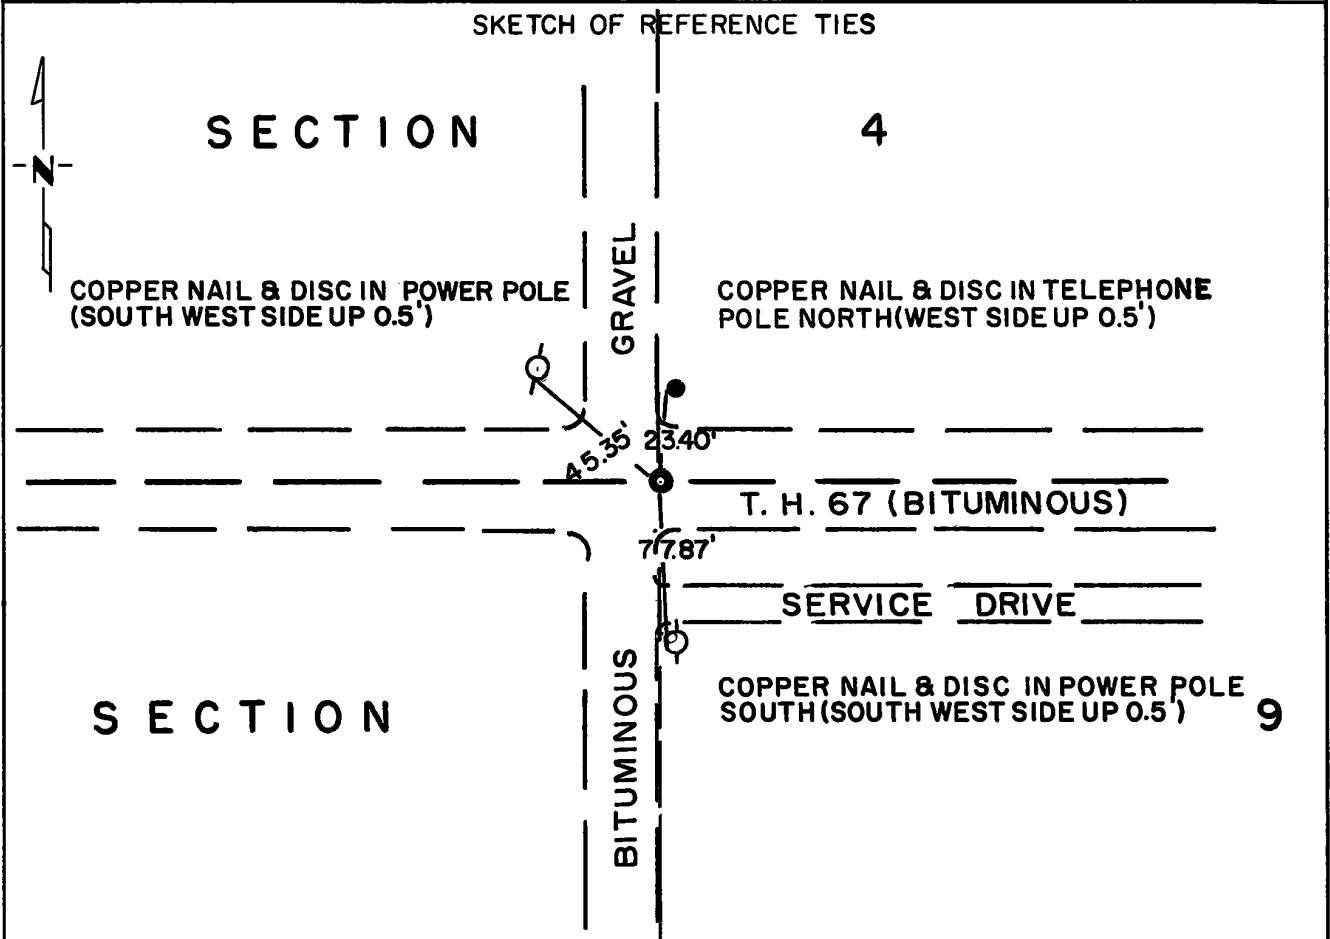 SKETCH OF REFERENCE TIES
SECTION 4
N
GRAVEL
COPPER NAIL & DISC IN POWER POLE
(SOUTH WEST SIDE UP 0.5')
COPPER NAIL & DISC IN TELEPHONE
POLE NORTH (WEST SIDE UP 0.5')
45.35'
23.40'
T. H. 67 (BITUMINOUS)
77.87'
SERVICE DRIVE
BITUMINOUS
COPPER NAIL & DISC IN POWER POLE
SOUTH (SOUTH WEST SIDE UP 0.5')
SECTION 9